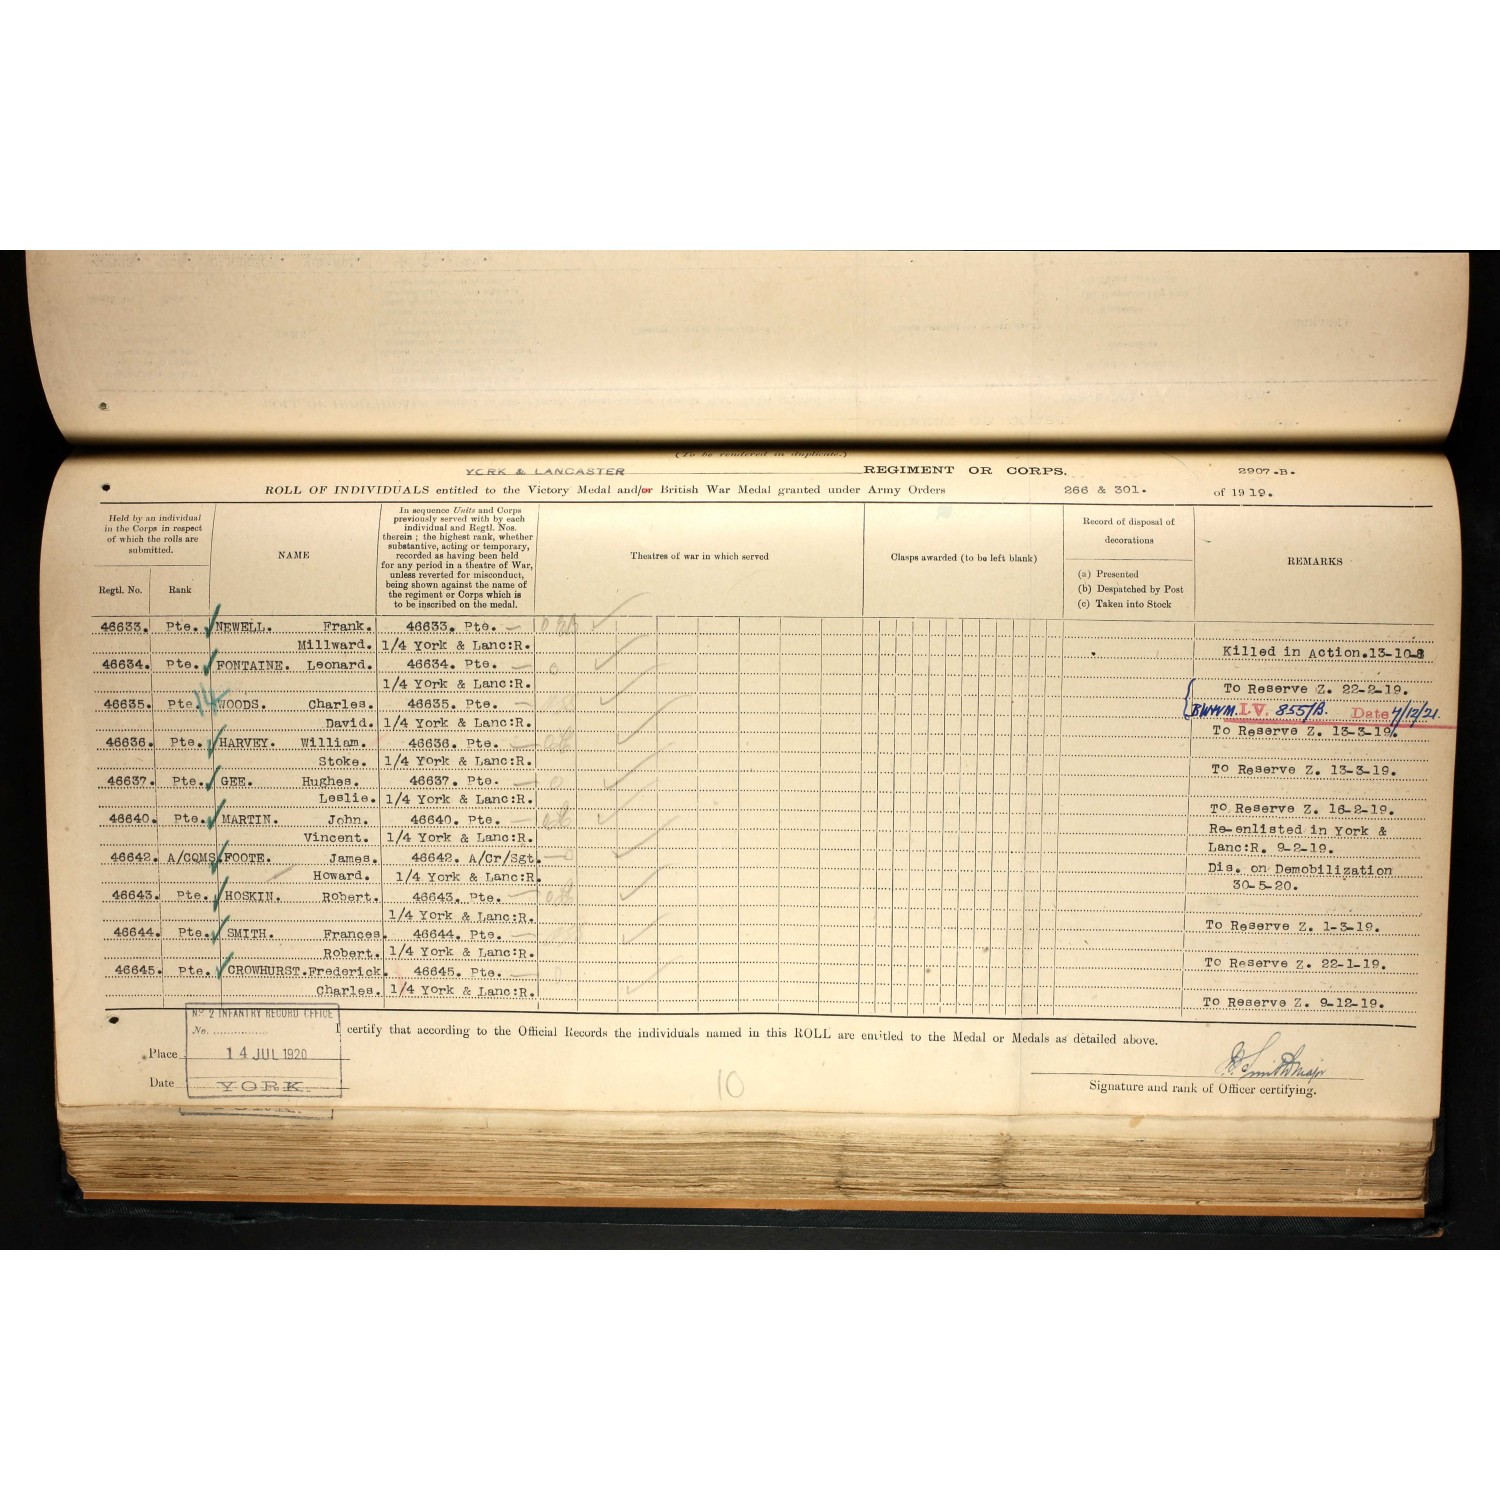 (To be rendered in duplicate.)
YORK & LANCASTER REGIMENT OR CORPS. 2907.B.
ROLL OF INDIVIDUALS entitled to the Victory Medal and/or British War Medal granted under Army Orders 266 & 301. of 1919.
Held by an individual in the Corps in respect of which the rolls are submitted.
Regtl. No. Rank
NAME
In sequence Units and Corps previously served with by each individual and Regtl. Nos. therein ; the highest rank, whether substantive, acting or temporary, recorded as having been held for any period in a theatre of War, unless reverted for misconduct, being shown against the name of the regiment or Corps which is to be inscribed on the medal.
Theatres of war in which served
Clasps awarded (to be left blank)
Record of disposal of decorations
(a) Presented
(b) Despatched by Post
(c) Taken into Stock
REMARKS
46633. Pte. NEWELL. Frank. 46633. Pte.
Millward. 1/4 York & Lanc:R. Killed in Action.13-10-8
46634. Pte. FONTAINE. Leonard. 46634. Pte.
1/4 York & Lanc:R. To Reserve Z. 22-2-19.
46635. Pte. 14 WOODS. Charles. 46635. Pte. BWVM. I.V. 855/B. Date 7/12/21.
David. 1/4 York & Lanc:R. To Reserve Z. 13-3-19.
46636. Pte. HARVEY. William. 46636. Pte.
Stoke. 1/4 York & Lanc:R. To Reserve Z. 13-3-19.
46637. Pte. GEE. Hughes. 46637. Pte.
Leslie. 1/4 York & Lanc:R. To Reserve Z. 16-2-19.
46640. Pte. MARTIN. John. 46640. Pte. Re-enlisted in York &
Vincent. 1/4 York & Lanc:R. Lanc:R. 9-2-19.
46642. A/CQMS. FOOTE. James. 46642. A/Cr/Sgt. Dis. on Demobilization
Howard. 1/4 York & Lanc:R. 30-5-20.
46643. Pte. HOSKIN. Robert. 46643. Pte.
1/4 York & Lanc:R. To Reserve Z. 1-3-19.
46644. Pte. SMITH. Frances. 46644. Pte.
Robert. 1/4 York & Lanc:R. To Reserve Z. 22-1-19.
46645. Pte. CROWHURST. Frederick. 46645. Pte.
Charles. 1/4 York & Lanc:R. To Reserve Z. 9-12-19.
Nº 2 INFANTRY RECORD OFFICE
No. ...............
I certify that according to the Official Records the individuals named in this ROLL are entitled to the Medal or Medals as detailed above.
Place 14 JUL 1920
Date YORK.
10
Signature and rank of Officer certifying.